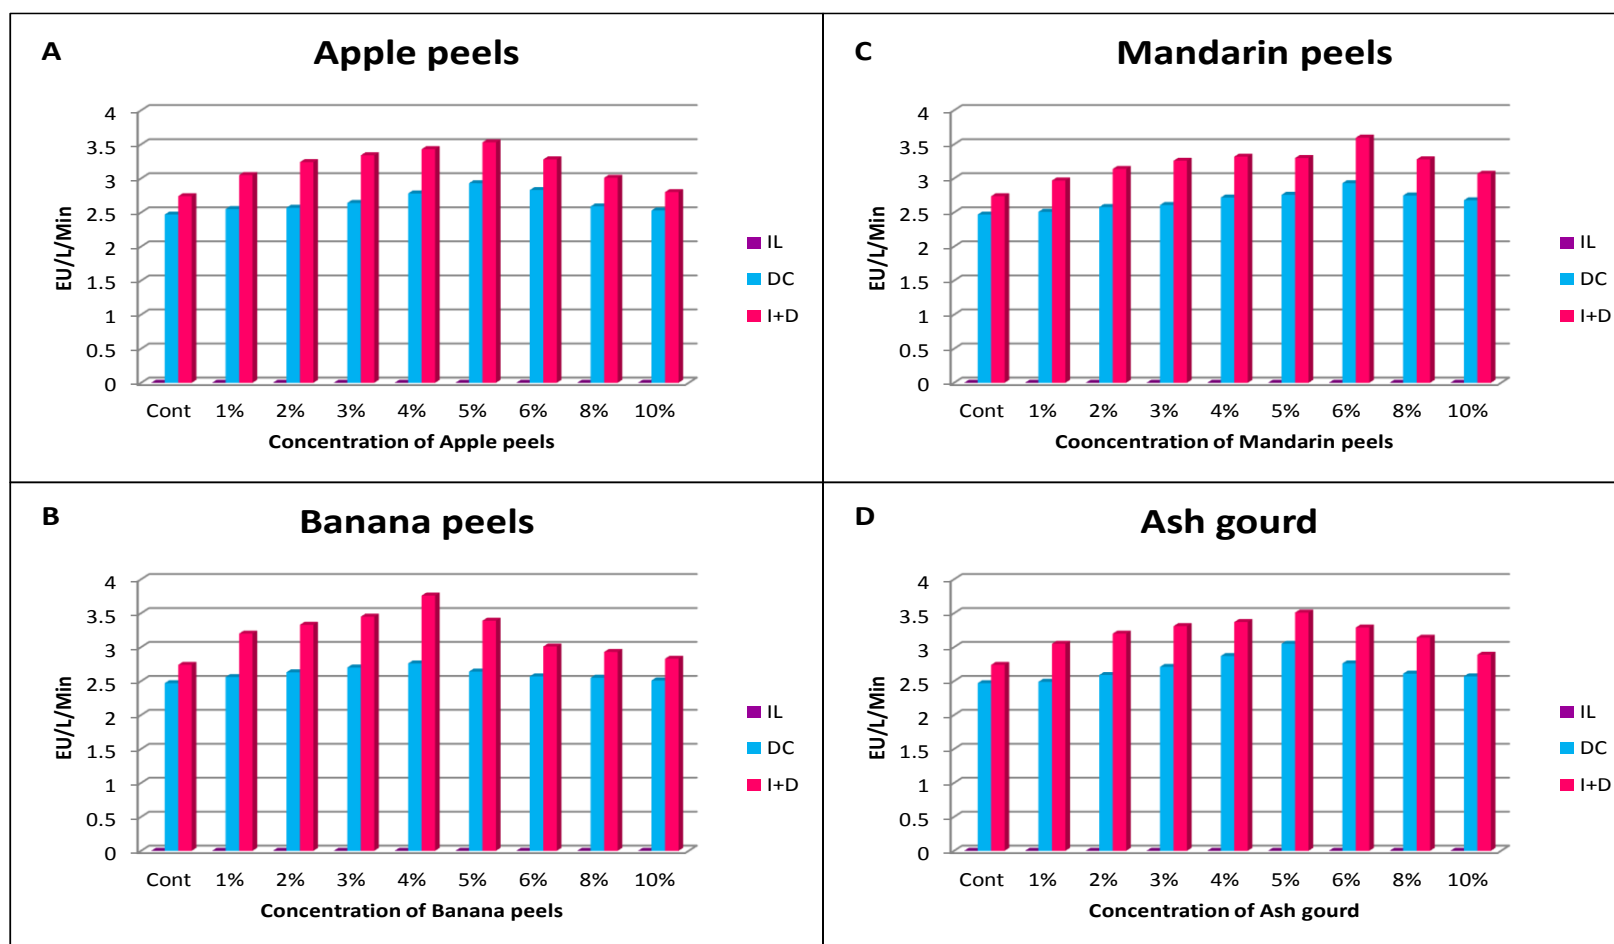 A
Apple peels
EU/L/Min
4
3.5
3
2.5
2
1.5
1
0.5
0
Cont 1% 2% 3% 4% 5% 6% 8% 10%
Concentration of Apple peels
IL
DC
I+D
C
Mandarin peels
EU/L/Min
4
3.5
3
2.5
2
1.5
1
0.5
0
Cont 1% 2% 3% 4% 5% 6% 8% 10%
Cooncentration of Mandarin peels
IL
DC
I+D
B
Banana peels
EU/L/Min
4
3.5
3
2.5
2
1.5
1
0.5
0
Cont 1% 2% 3% 4% 5% 6% 8% 10%
Concentration of Banana peels
IL
DC
I+D
D
Ash gourd
EU/L/Min
4
3.5
3
2.5
2
1.5
1
0.5
0
Cont 1% 2% 3% 4% 5% 6% 8% 10%
Concentration of Ash gourd
IL
DC
I+D